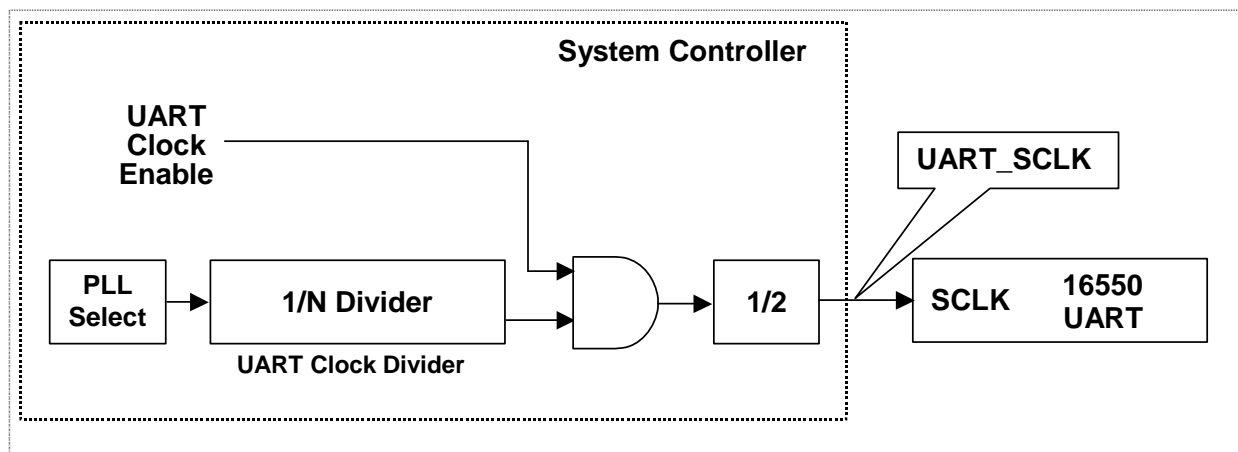 System Controller
UART
Clock
Enable
UART_SCLK
PLL
Select
1/N Divider
1/2
SCLK 16550
UART
UART Clock Divider